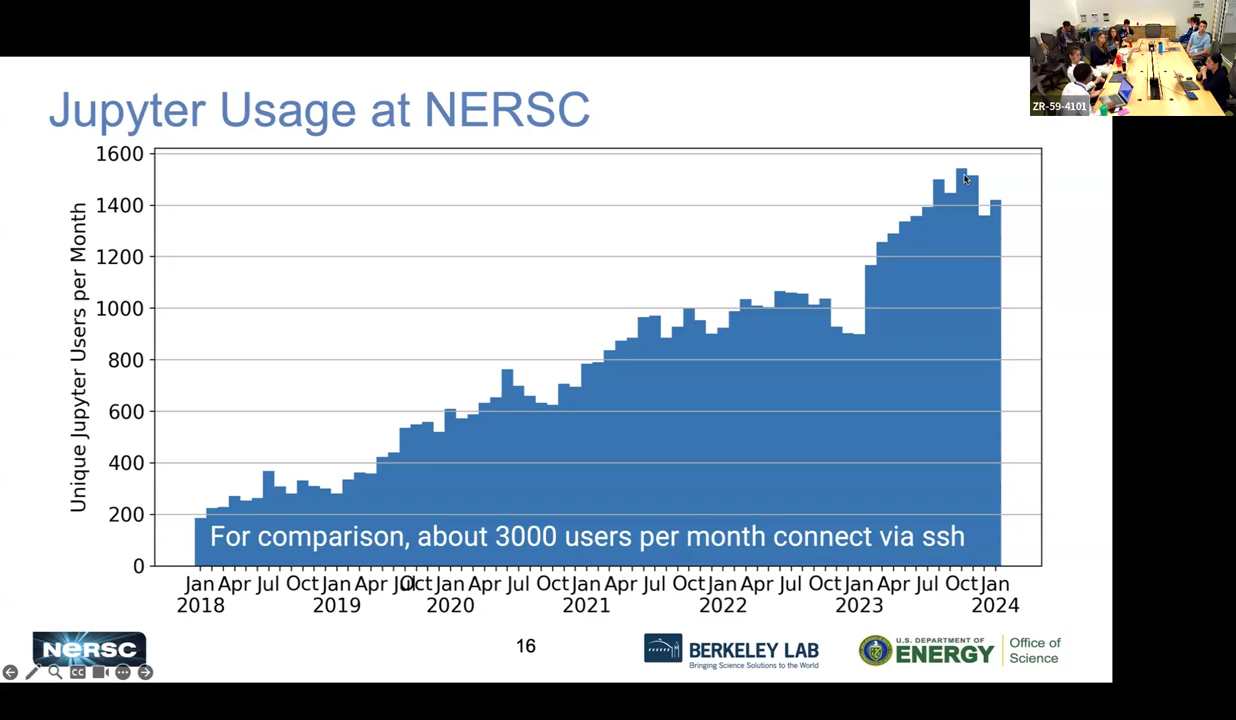 ZR-59-4101
Jupyter Usage at NERSC
Unique Jupyter Users per Month
1600
1400
1200
1000
800
600
400
200
0
For comparison, about 3000 users per month connect via ssh
Jan Apr Jul Oct Jan Apr Jul Oct Jan Apr Jul Oct Jan Apr Jul Oct Jan Apr Jul Oct Jan Apr Jul Oct Jan
2018 2019 2020 2021 2022 2023 2024
NERSC
16
BERKELEY LAB
Bringing Science Solutions to the World
U.S. DEPARTMENT OF
ENERGY
Office of
Science
CC